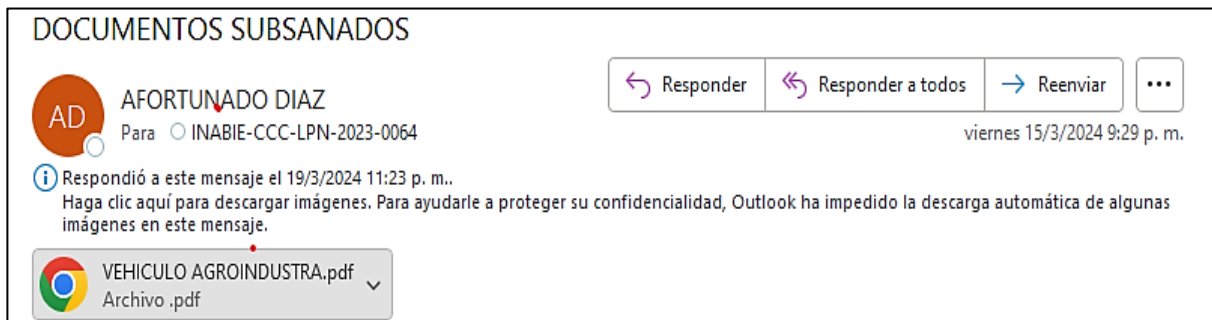 DOCUMENTOS SUBSANADOS
Responder
Responder a todos
Reenviar
AD
AFORTUNADO DIAZ
Para INABIE-CCC-LPN-2023-0064
viernes 15/3/2024 9:29 p. m.
Respondió a este mensaje el 19/3/2024 11:23 p. m..
Haga clic aquí para descargar imágenes. Para ayudarle a proteger su confidencialidad, Outlook ha impedido la descarga automática de algunas
imágenes en este mensaje.
VEHICULO AGROINDUSTRA.pdf
Archivo .pdf